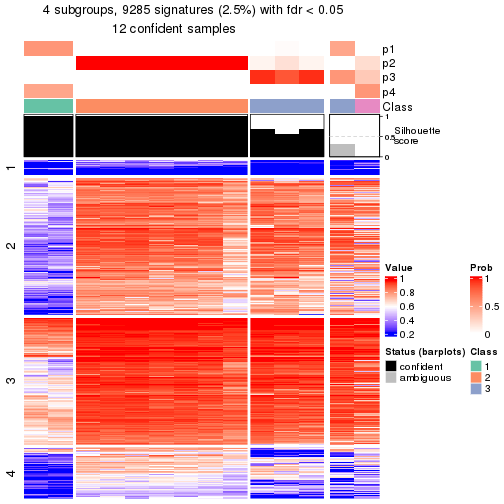 4 subgroups, 9285 signatures (2.5%) with fdr < 0.05
12 confident samples
p1
p2
p3
p4
Class
1
0.5
0
Silhouette
score
1
2
3
4
Value
1
0.8
0.6
0.4
0.2
Prob
1
0.5
0
Status (barplots)
confident
ambiguous
Class
1
2
3